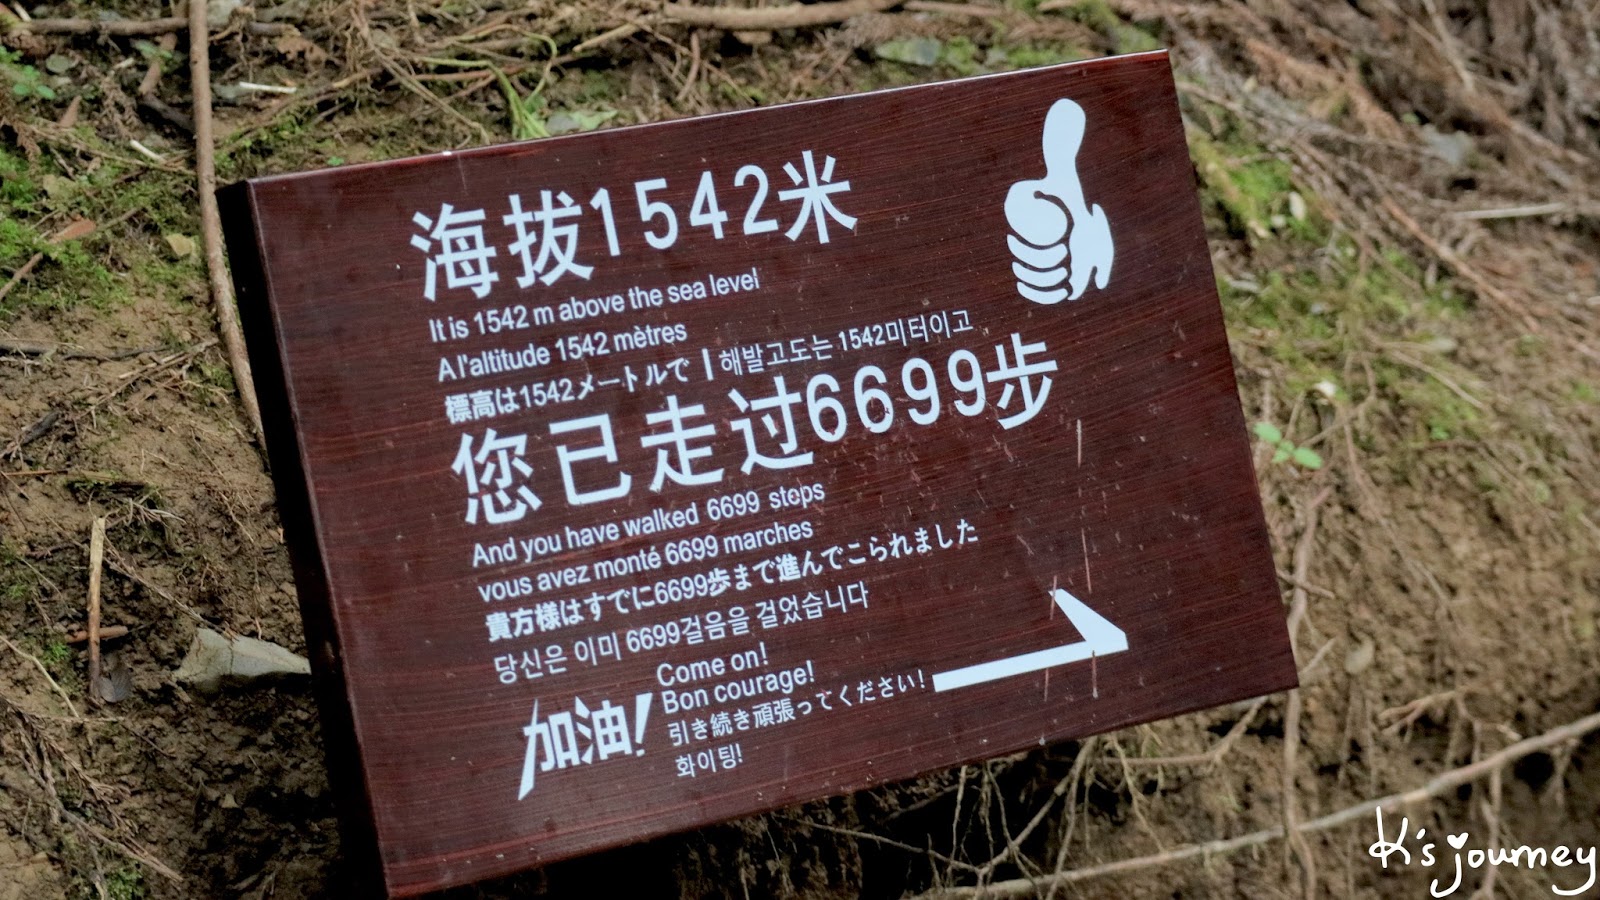 海拔1542米
It is 1542 m above the sea level
A l'altitude 1542 mètres
標高は1542メートルで | 해발고도는 1542미터이고
您已走过6699步
And you have walked 6699 steps
vous avez monté 6699 marches
貴方様はすでに6699歩まで進んでこられました
당신은 이미 6699걸음을 걸었습니다
加油!
Come on!
Bon courage!
引き続き頑張ってください!
화이팅!
K's journey